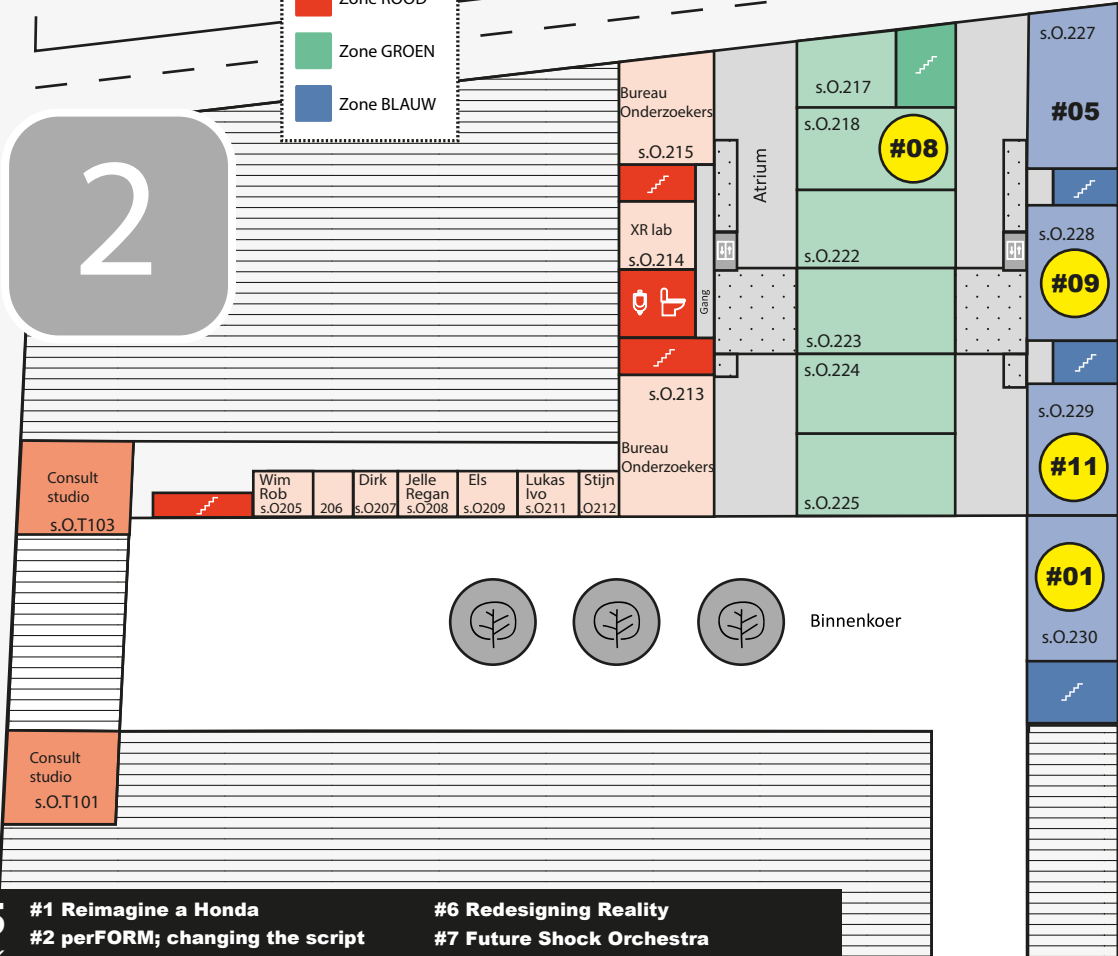 Zone ROOD
Zone GROEN
Zone BLAUW
2
Bureau
Onderzoekers
s.O.215
XR lab
s.O.214
Gang
s.O.213
Bureau
Onderzoekers
Atrium
s.O.217
s.O.218
#08
s.O.222
s.O.223
s.O.224
s.O.225
s.O.227
#05
s.O.228
#09
s.O.229
#11
#01
s.O.230
Consult
studio
s.O.T103
Wim
Rob
s.O205
206
Dirk
s.O207
Jelle
Regan
s.O208
Els
s.O209
Lukas
Ivo
s.O211
Stijn
.O212
Binnenkoer
Consult
studio
s.O.T101
#1 Reimagine a Honda
#2 perFORM; changing the script
#6 Redesigning Reality
#7 Future Shock Orchestra